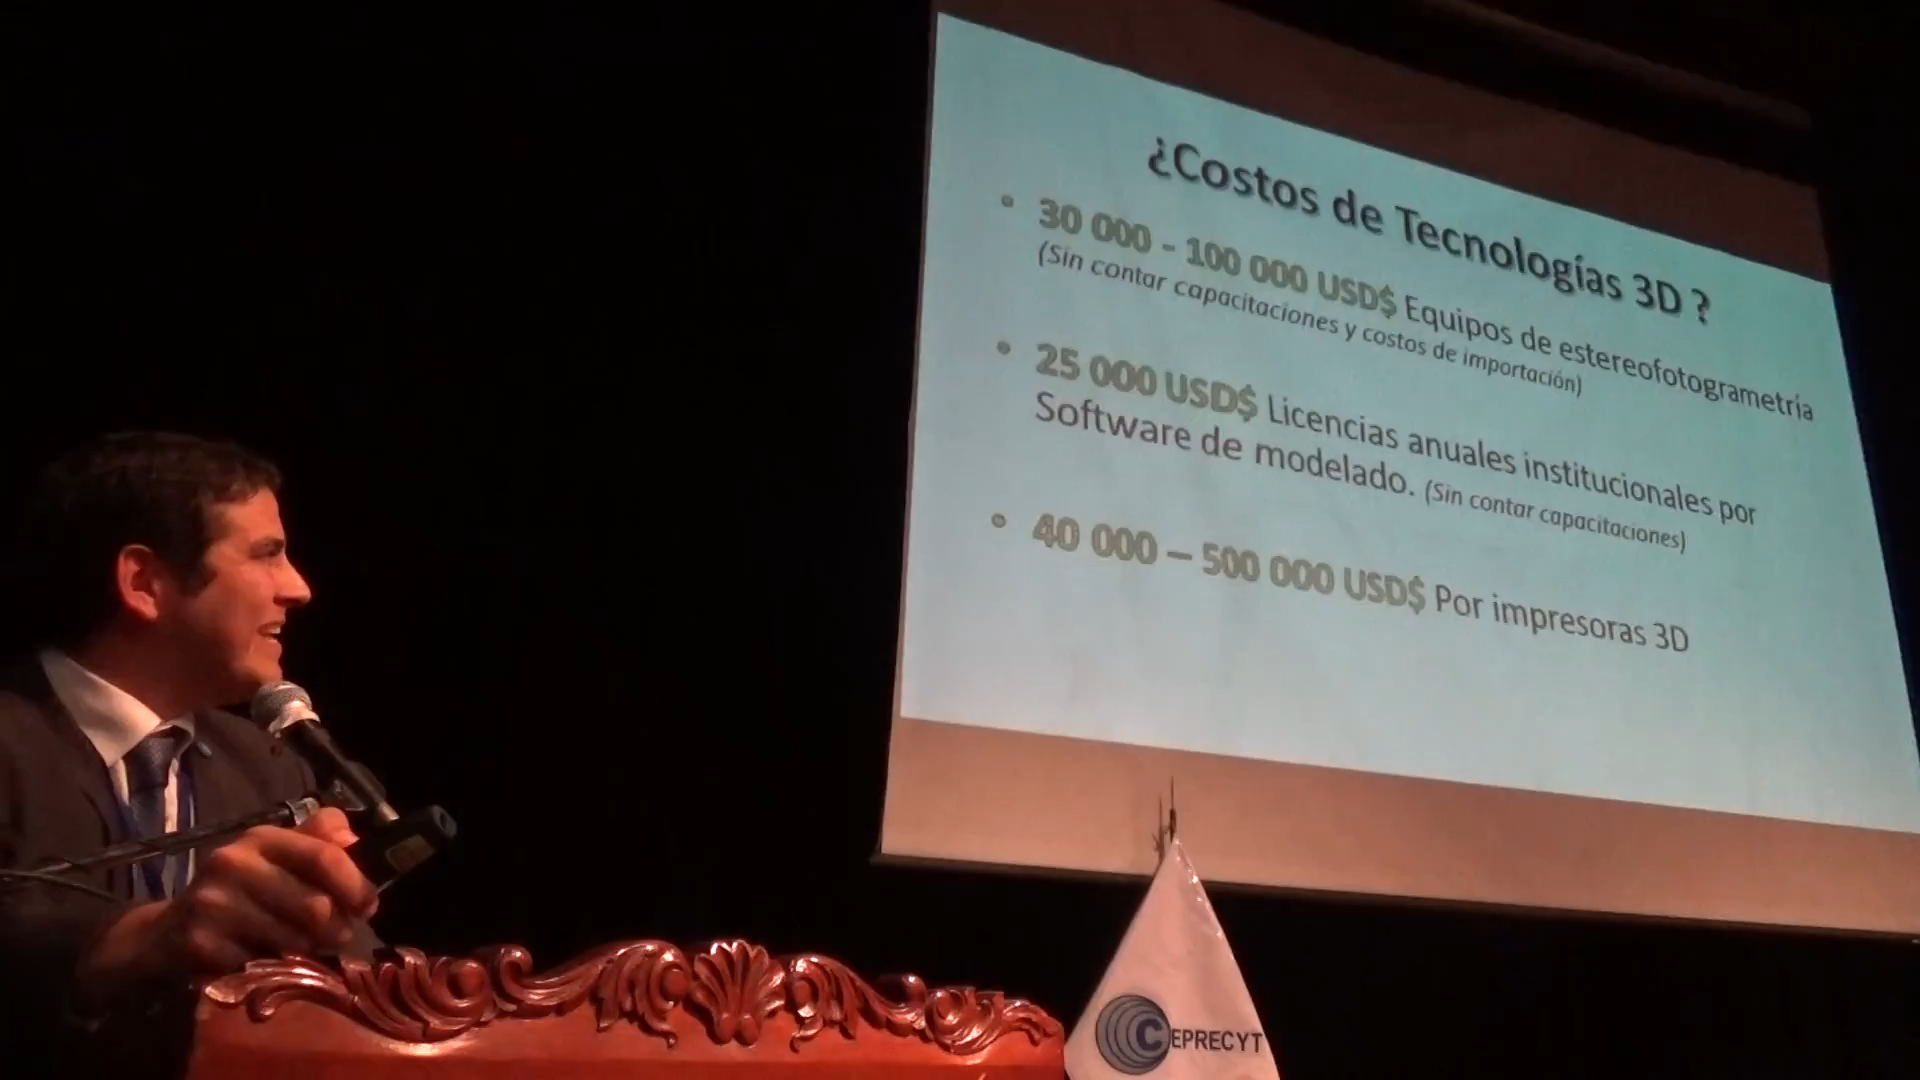 ¿Costos de Tecnologías 3D ?
• 30 000 - 100 000 USD$ Equipos de estereofotogrametría
(Sin contar capacitaciones y costos de importación)
• 25 000 USD$ Licencias anuales institucionales por
Software de modelado. (Sin contar capacitaciones)
• 40 000 – 500 000 USD$ Por impresoras 3D
CEPRECYT